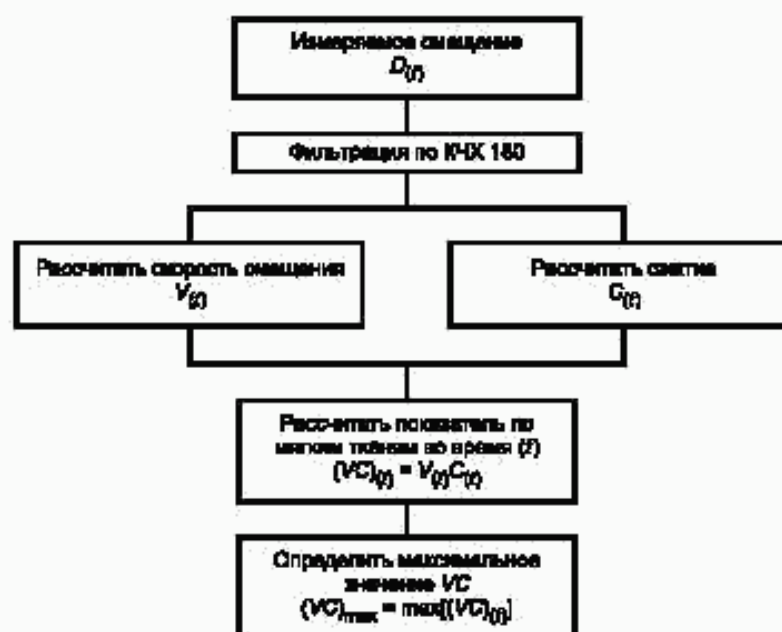 Измеряемое смещение
D(t)
Фильтрация по КЧХ 180
Рассчитать скорость смещения
V(t)
Рассчитать сжатие
C(t)
Рассчитать показатель по
мягким тканям во время (t)
(VC)(t) = V(t)C(t)
Определить максимальное
значение VC
(VC)max = max[(VC)(t)]